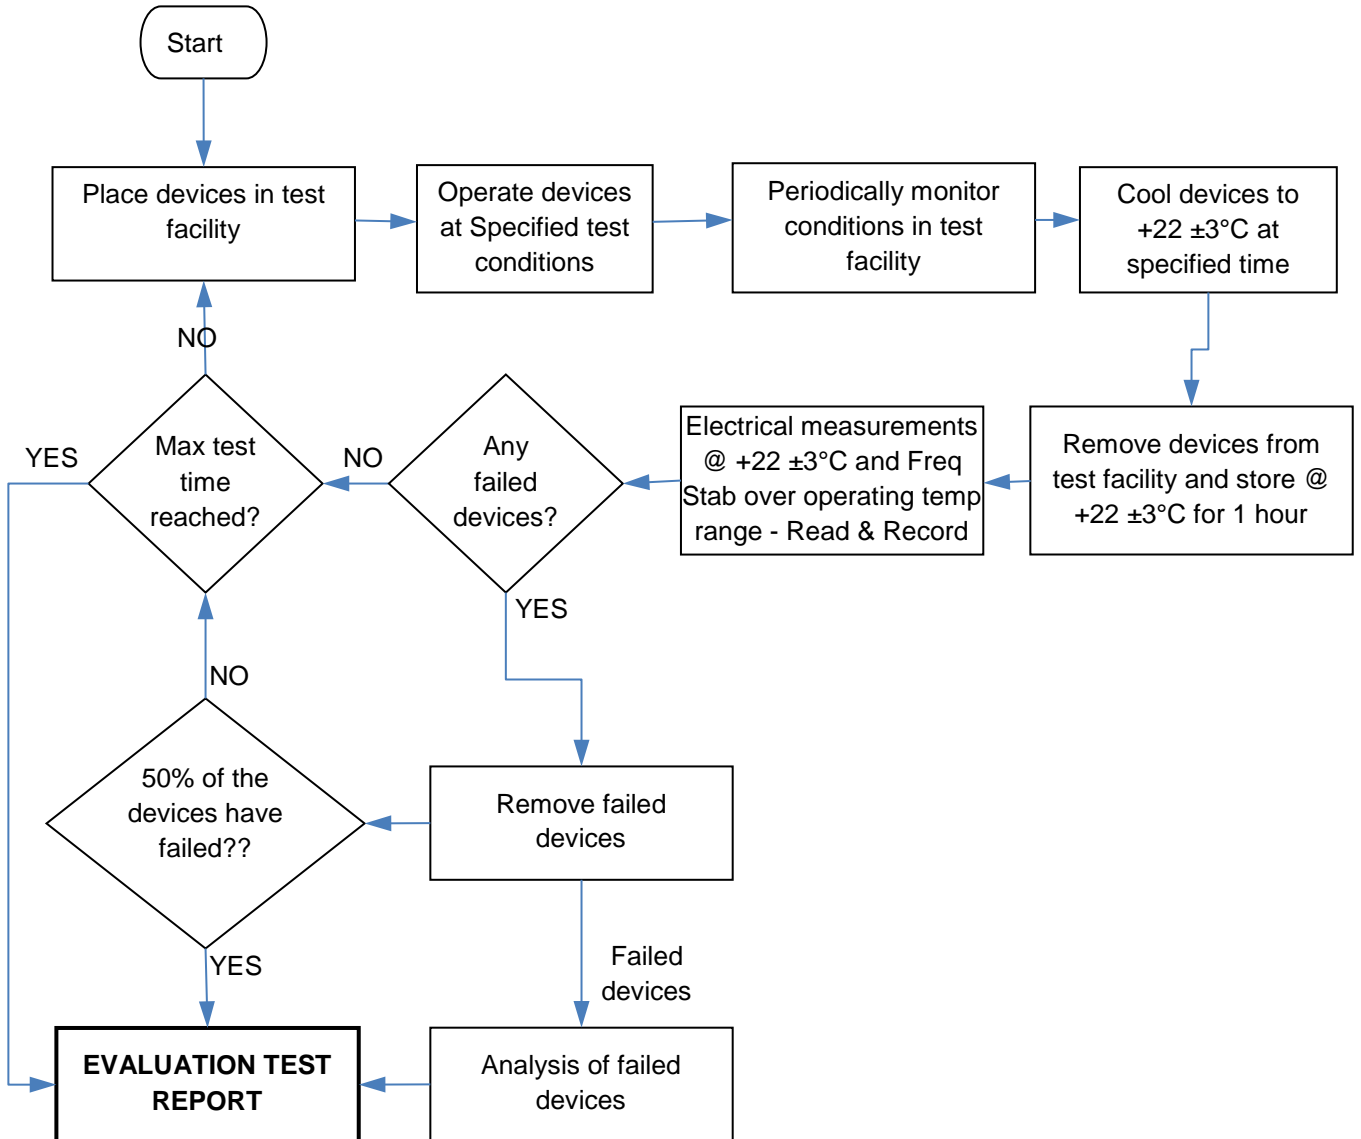 Start
Place devices in test
facility
Operate devices
at Specified test
conditions
Periodically monitor
conditions in test
facility
Cool devices to
+22 ±3°C at
specified time
NO
Max test
time
reached?
YES
NO
Any
failed
devices?
Electrical measurements
@ +22 ±3°C and Freq
Stab over operating temp
range - Read & Record
Remove devices from
test facility and store @
+22 ±3°C for 1 hour
YES
NO
50% of the
devices have
failed??
Remove failed
devices
YES
Failed
devices
EVALUATION TEST
REPORT
Analysis of failed
devices